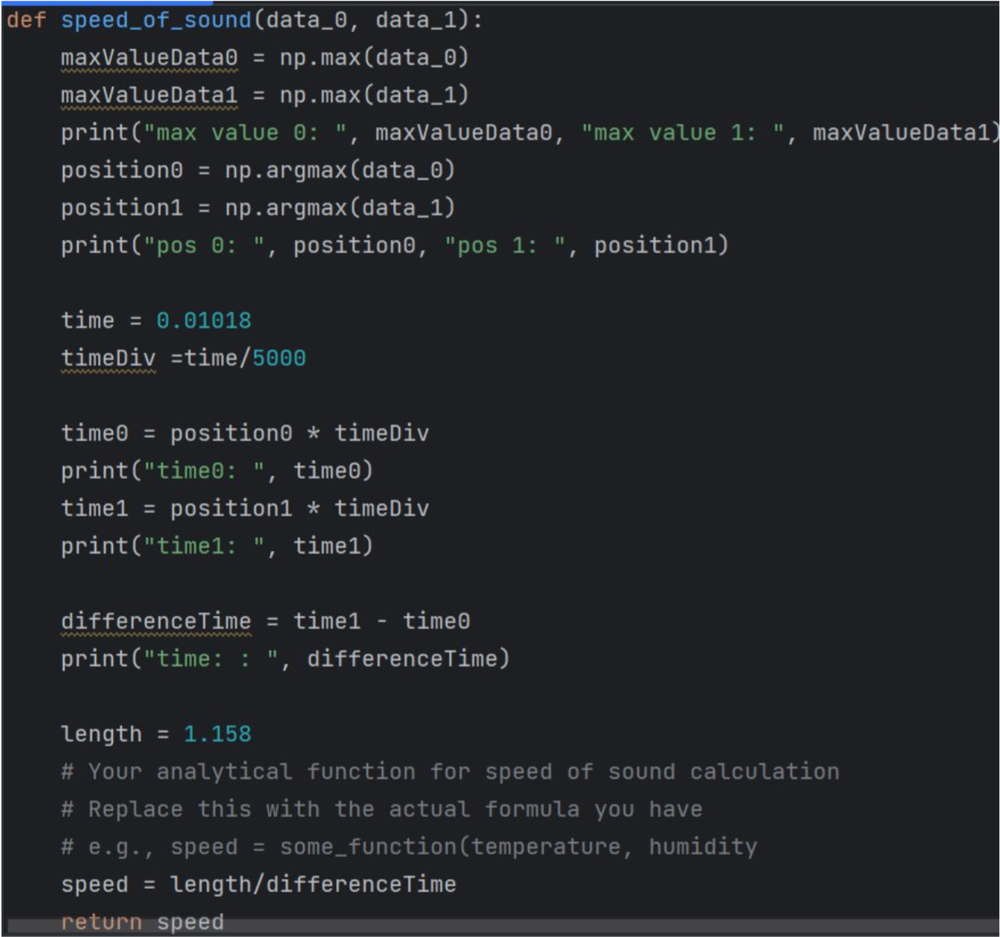 def speed_of_sound(data_0, data_1):
    maxValueData0 = np.max(data_0)
    maxValueData1 = np.max(data_1)
    print("max value 0: ", maxValueData0, "max value 1: ", maxValueData1)
    position0 = np.argmax(data_0)
    position1 = np.argmax(data_1)
    print("pos 0: ", position0, "pos 1: ", position1)
    time = 0.01018
    timeDiv =time/5000
    time0 = position0 * timeDiv
    print("time0: ", time0)
    time1 = position1 * timeDiv
    print("time1: ", time1)
    differenceTime = time1 - time0
    print("time: : ", differenceTime)
    length = 1.158
    # Your analytical function for speed of sound calculation
    # Replace this with the actual formula you have
    # e.g., speed = some_function(temperature, humidity
    speed = length/differenceTime
    return speed